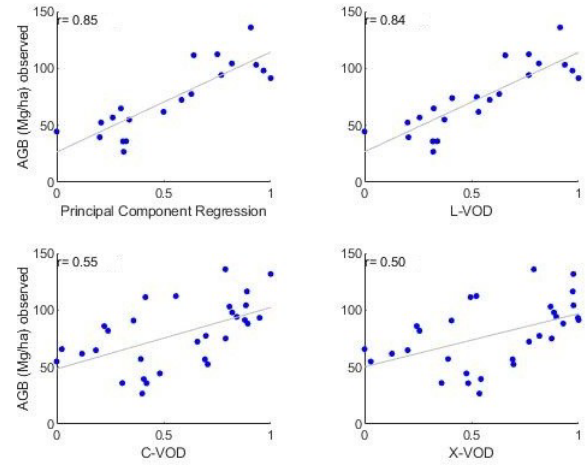 r= 0.85
150
100
50
0
AGB (Mg/ha) observed
0 0.5 1
Principal Component Regression
r= 0.84
150
100
50
0
0 0.5 1
L-VOD
r= 0.55
150
100
50
0
AGB (Mg/ha) observed
0 0.5 1
C-VOD
r= 0.50
150
100
50
0
0 0.5 1
X-VOD